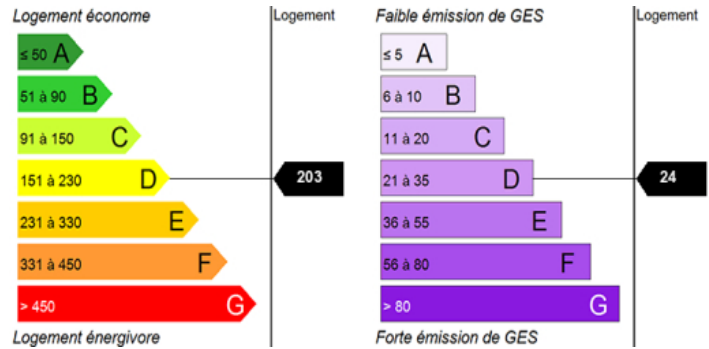 Logement économe
Logement
≤ 50 A
51 à 90 B
91 à 150 C
151 à 230 D
203
231 à 330 E
331 à 450 F
> 450 G
Logement énergivore
Faible émission de GES
Logement
≤ 5 A
6 à 10 B
11 à 20 C
21 à 35 D
24
36 à 55 E
56 à 80 F
> 80 G
Forte émission de GES